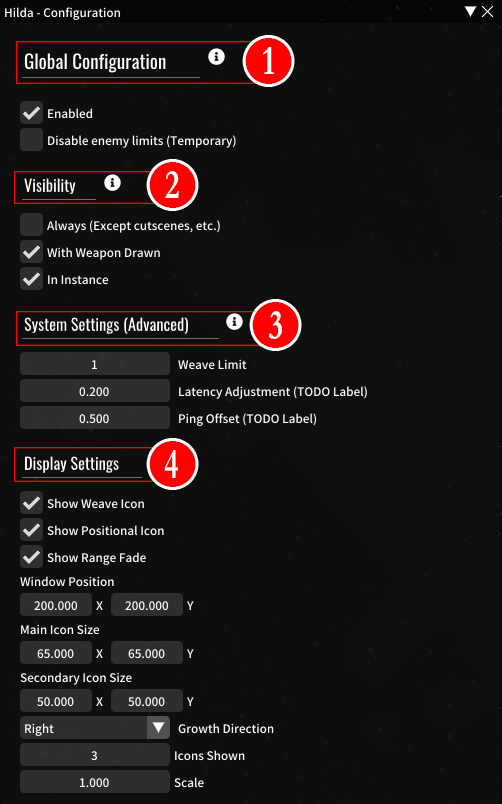 Hilda - Configuration
Global Configuration 1
Enabled
Disable enemy limits (Temporary)
Visibility 2
Always (Except cutscenes, etc.)
With Weapon Drawn
In Instance
System Settings (Advanced) 3
1 Weave Limit
0.200 Latency Adjustment (TODO Label)
0.500 Ping Offset (TODO Label)
Display Settings 4
Show Weave Icon
Show Positional Icon
Show Range Fade
Window Position
200.000 X 200.000 Y
Main Icon Size
65.000 X 65.000 Y
Secondary Icon Size
50.000 X 50.000 Y
Right Growth Direction
3 Icons Shown
1.000 Scale